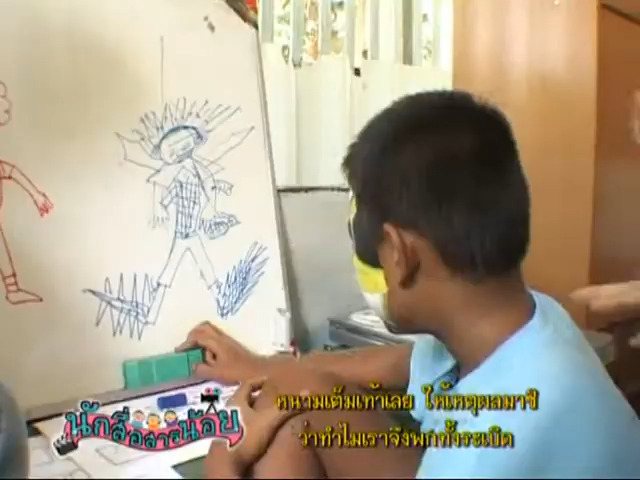 หนามเต็มเท้าเลย ให้เหตุผลมาซิ
ว่าทำไมเราจึงพกทั้งระเบิด
นักสื่อสารน้อย